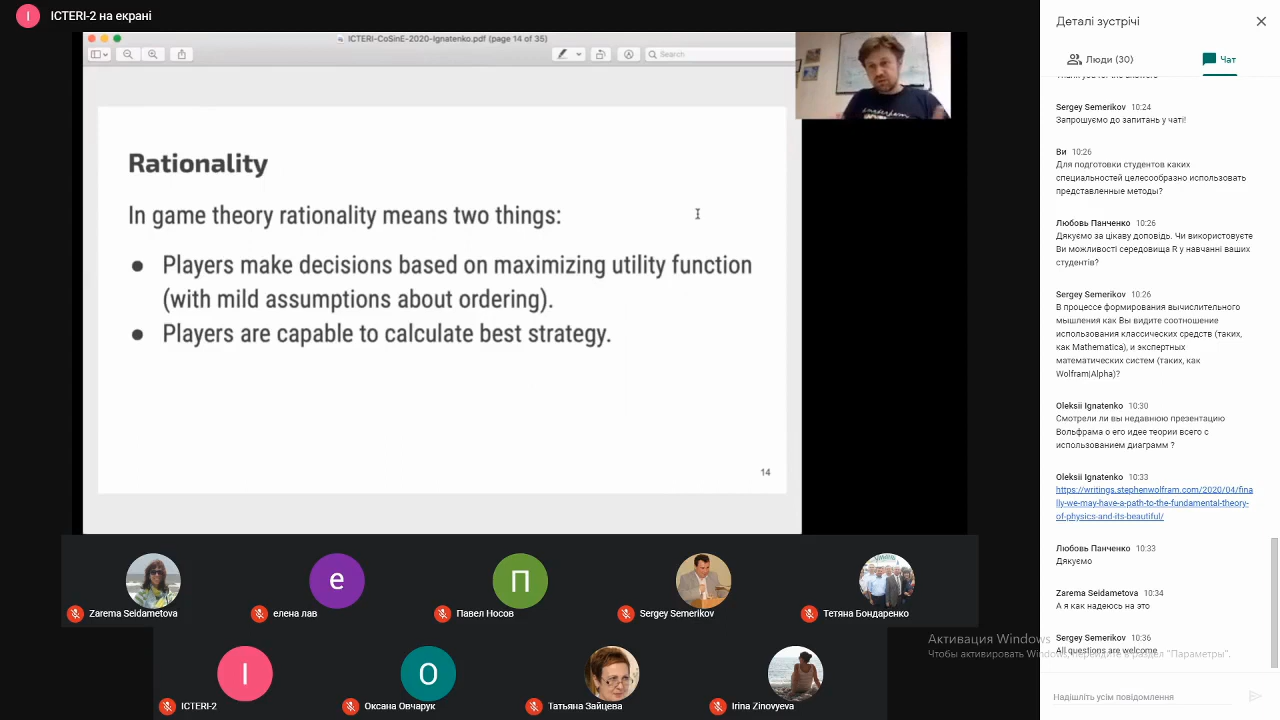 І
ICTERI-2 на екрані
ICTERI-CoSinE-2020-Ignatenko.pdf (page 14 of 35)
Search
Rationality
In game theory rationality means two things:
● Players make decisions based on maximizing utility function
(with mild assumptions about ordering).
● Players are capable to calculate best strategy.
14
Zarema Seidametova
e
елена лав
П
Павел Носов
Sergey Semerikov
Тетяна Бондаренко
I
ICTERI-2
О
Оксана Овчарук
Татьяна Зайцева
Irina Zinovyeva
Деталі зустрічі
Люди (30)
Чат
Thank you for the answers
Sergey Semerikov 10:24
Запрошуємо до запитань у чаті!
Ви 10:26
Для подготовки студентов каких
специальностей целесообразно использовать
представленные методы?
Любовь Панченко 10:26
Дякуємо за цікаву доповідь. Чи використовуєте
Ви можливості середовища R у навчанні ваших
студентів?
Sergey Semerikov 10:26
В процессе формирования вычислительного
мышления как Вы видите соотношение
использования классических средств (таких,
как Mathematica), и экспертных
математических систем (таких, как
Wolfram|Alpha)?
Oleksii Ignatenko 10:30
Смотрели ли вы недавнюю презентацию
Вольфрама о его идее теории всего с
использованием диаграмм ?
Oleksii Ignatenko 10:33
https://writings.stephenwolfram.com/2020/04/fina
lly-we-may-have-a-path-to-the-fundamental-theory-
of-physics-and-its-beautiful/
Любовь Панченко 10:33
Дякуємо
Zarema Seidametova 10:34
А я как надеюсь на это
Sergey Semerikov 10:36
All questions are welcome
Активация Windows
Чтобы активировать Windows, перейдите в раздел "Параметры".
Надішліть усім повідомлення